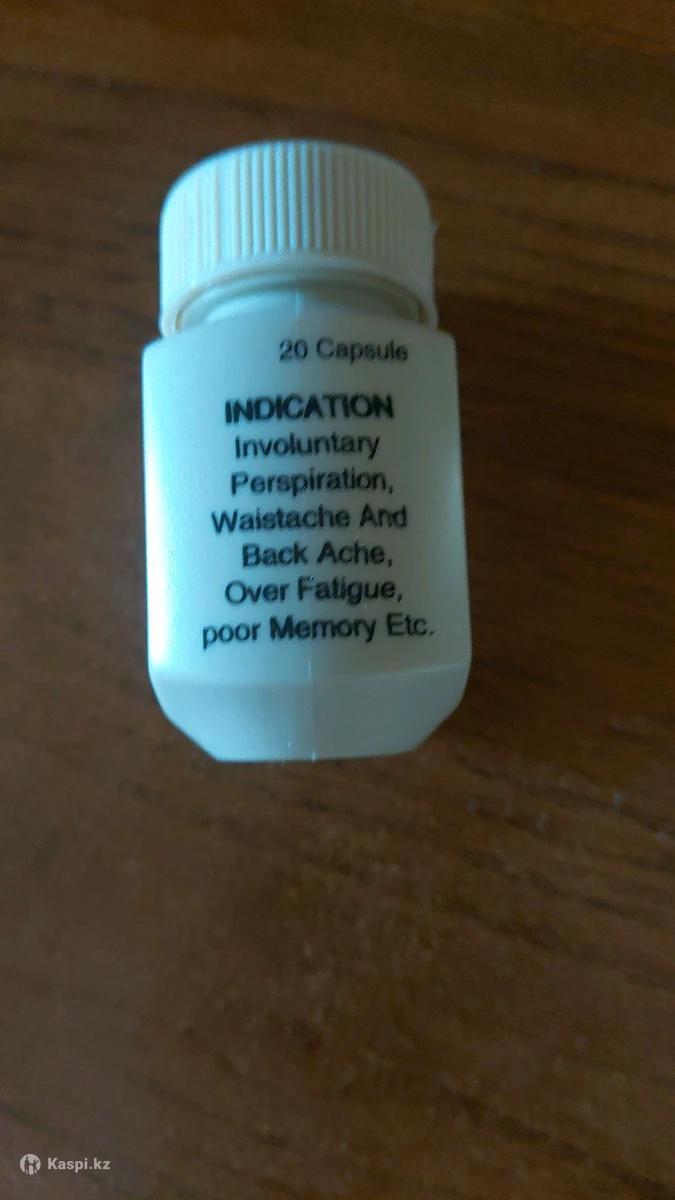 20 Capsule
INDICATION
Involuntary
Perspiration,
Waistache And
Back Ache,
Over Fatigue,
poor Memory Etc.
Kaspi.kz